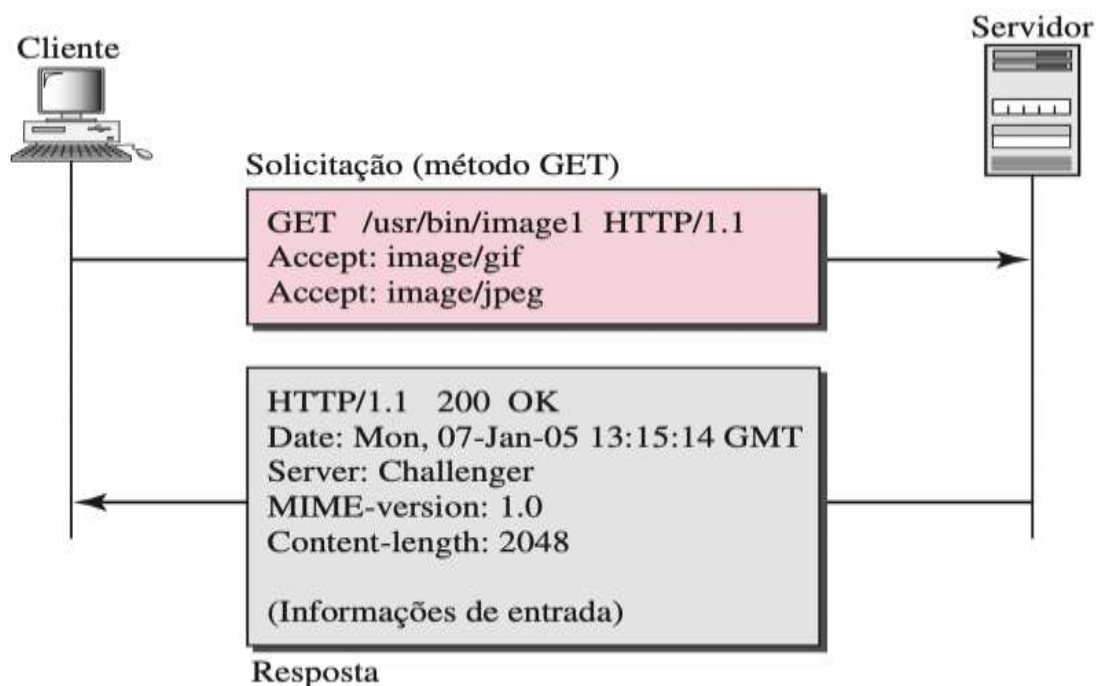 Cliente
Servidor
Solicitação (método GET)
GET /usr/bin/image1 HTTP/1.1
Accept: image/gif
Accept: image/jpeg
HTTP/1.1 200 OK
Date: Mon, 07-Jan-05 13:15:14 GMT
Server: Challenger
MIME-version: 1.0
Content-length: 2048
(Informações de entrada)
Resposta